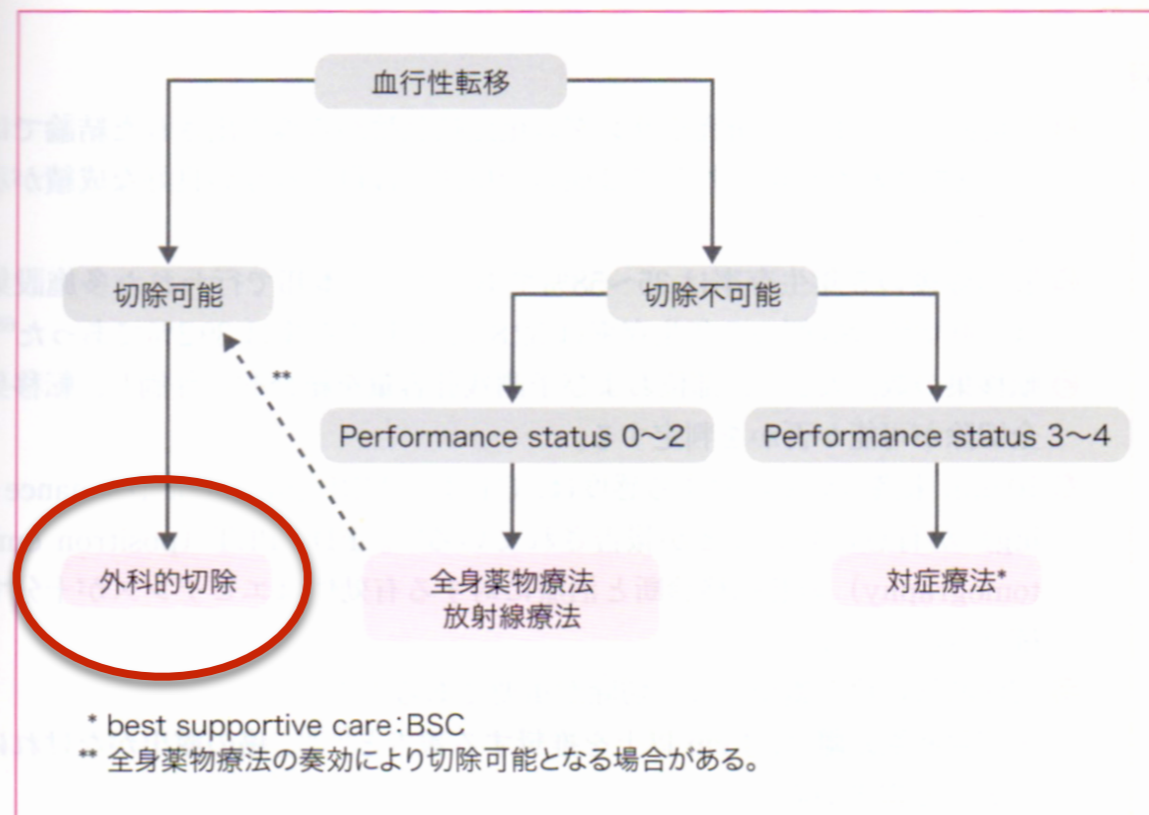 血行性転移
切除可能
切除不可能
**
Performance status 0〜2
Performance status 3〜4
外科的切除
全身薬物療法
放射線療法
対症療法*
* best supportive care:BSC
** 全身薬物療法の奏効により切除可能となる場合がある。